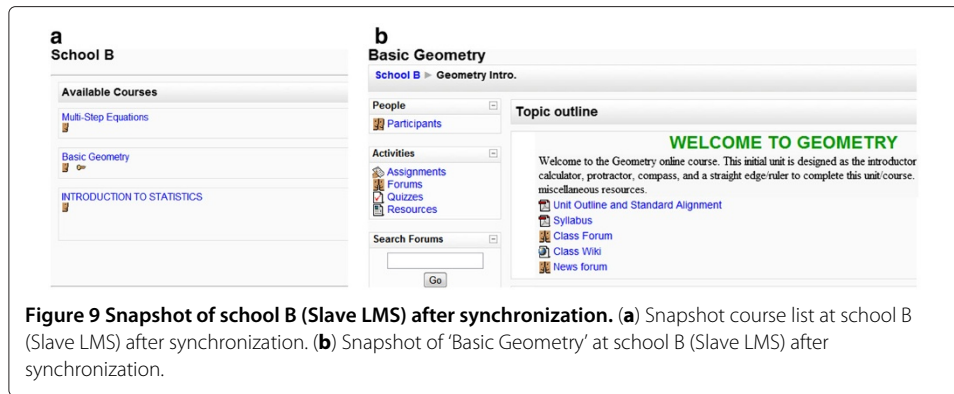 a
School B
Available Courses
Multi-Step Equations
Basic Geometry
INTRODUCTION TO STATISTICS
b
Basic Geometry
School B ► Geometry Intro.
People
Participants
Activities
Assignments
Forums
Quizzes
Resources
Search Forums
Go
Topic outline
WELCOME TO GEOMETRY
Welcome to the Geometry online course. This initial unit is designed as the introductor
calculator, protractor, compass, and a straight edge/ruler to complete this unit/course.
miscellaneous resources.
Unit Outline and Standard Alignment
Syllabus
Class Forum
Class Wiki
News forum
Figure 9 Snapshot of school B (Slave LMS) after synchronization. (a) Snapshot course list at school B
(Slave LMS) after synchronization. (b) Snapshot of ‘Basic Geometry’ at school B (Slave LMS) after
synchronization.